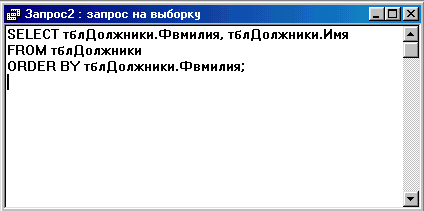 Запрос2 : запрос на выборку
SELECT тблДолжники.Фвмилия, тблДолжники.Имя
FROM тблДолжники
ORDER BY тблДолжники.Фвмилия;